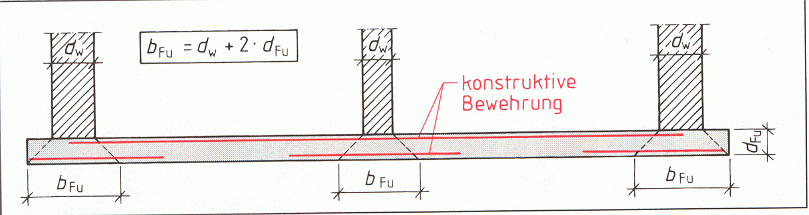 d_w
b_Fu = d_w + 2 · d_Fu
d_w
d_w
konstruktive
Bewehrung
d_Fu
b_Fu
b_Fu
b_Fu